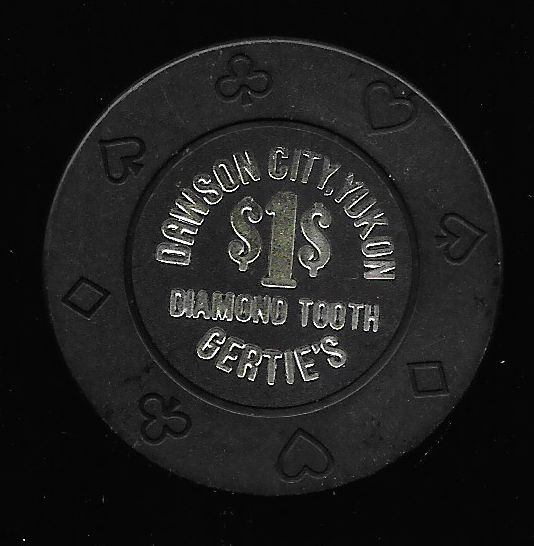 DAWSON CITY, YUKON
$1$
DIAMOND TOOTH
GERTIE'S